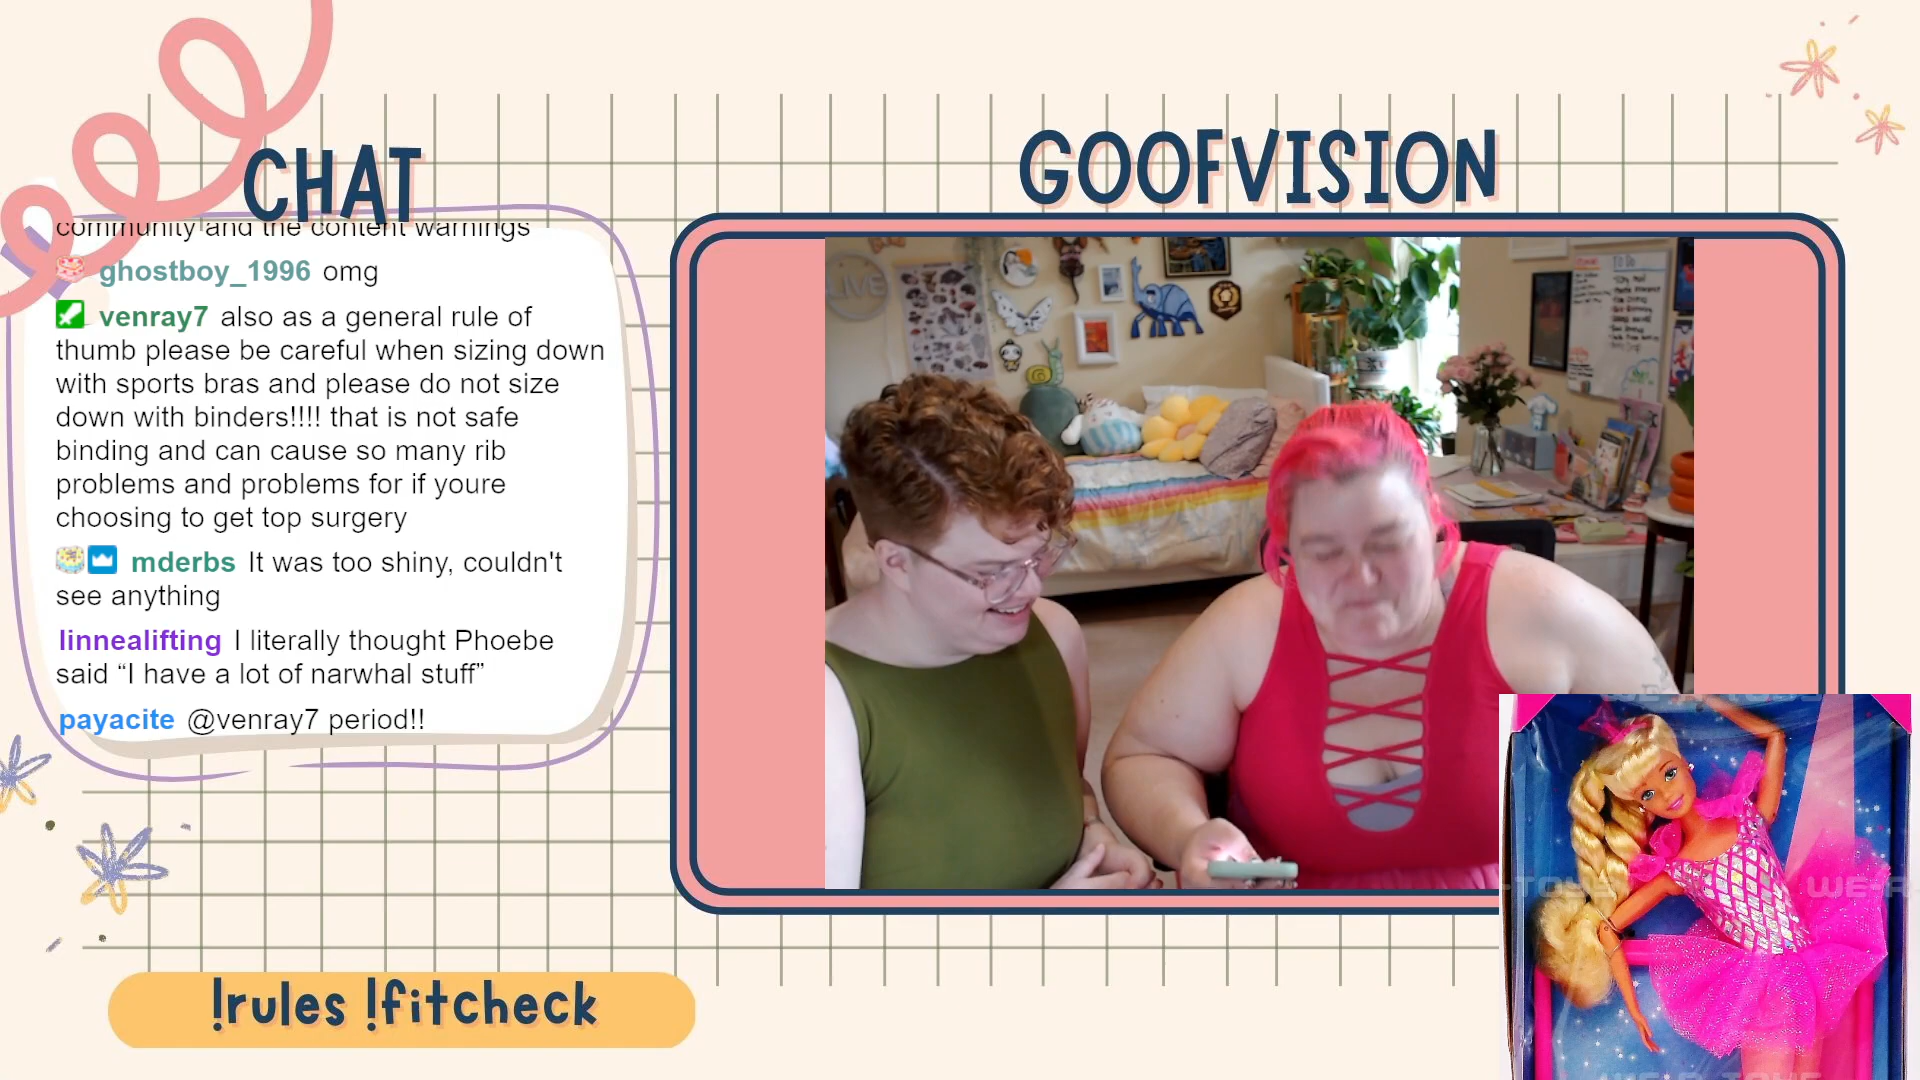 CHAT
GOOFVISION
community and the content warnings
ghostboy_1996 omg
venray7 also as a general rule of
thumb please be careful when sizing down
with sports bras and please do not size
down with binders!!!! that is not safe
binding and can cause so many rib
problems and problems for if youre
choosing to get top surgery
mderbs It was too shiny, couldn't
see anything
linnealifting I literally thought Phoebe
said “I have a lot of narwhal stuff”
payacite @venray7 period!!
!rules !fitcheck
LIVE
TO DO